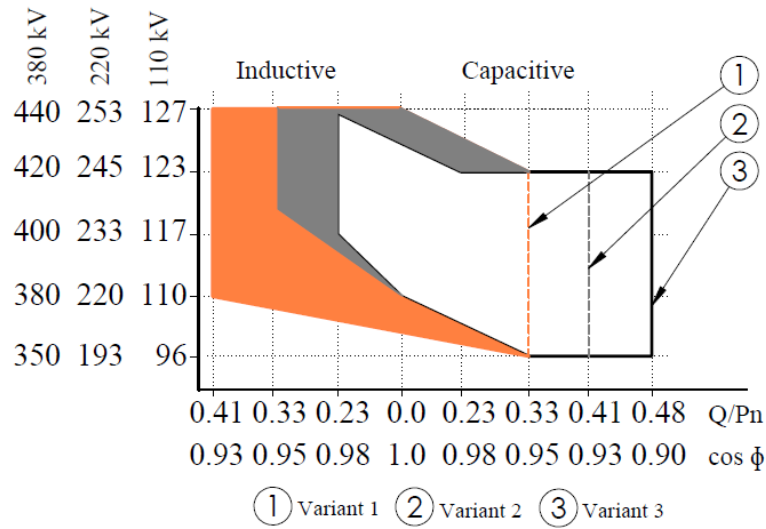 380 kV 220 kV 110 kV
Inductive Capacitive
1
440 253 127
2
420 245 123
3
400 233 117
380 220 110
350 193 96
0.41 0.33 0.23 0.0 0.23 0.33 0.41 0.48 Q/Pn
0.93 0.95 0.98 1.0 0.98 0.95 0.93 0.90 cos ϕ
1 Variant 1 2 Variant 2 3 Variant 3